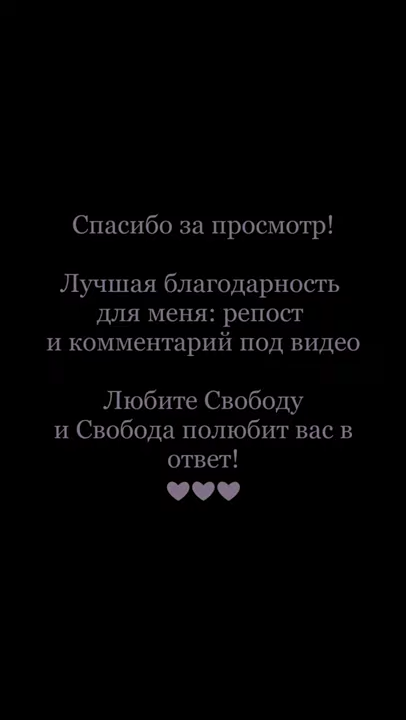 Спасибо за просмотр!
Лучшая благодарность
для меня: репост
и комментарий под видео
Любите Свободу
и Свобода полюбит вас в
ответ!
💜💜💜